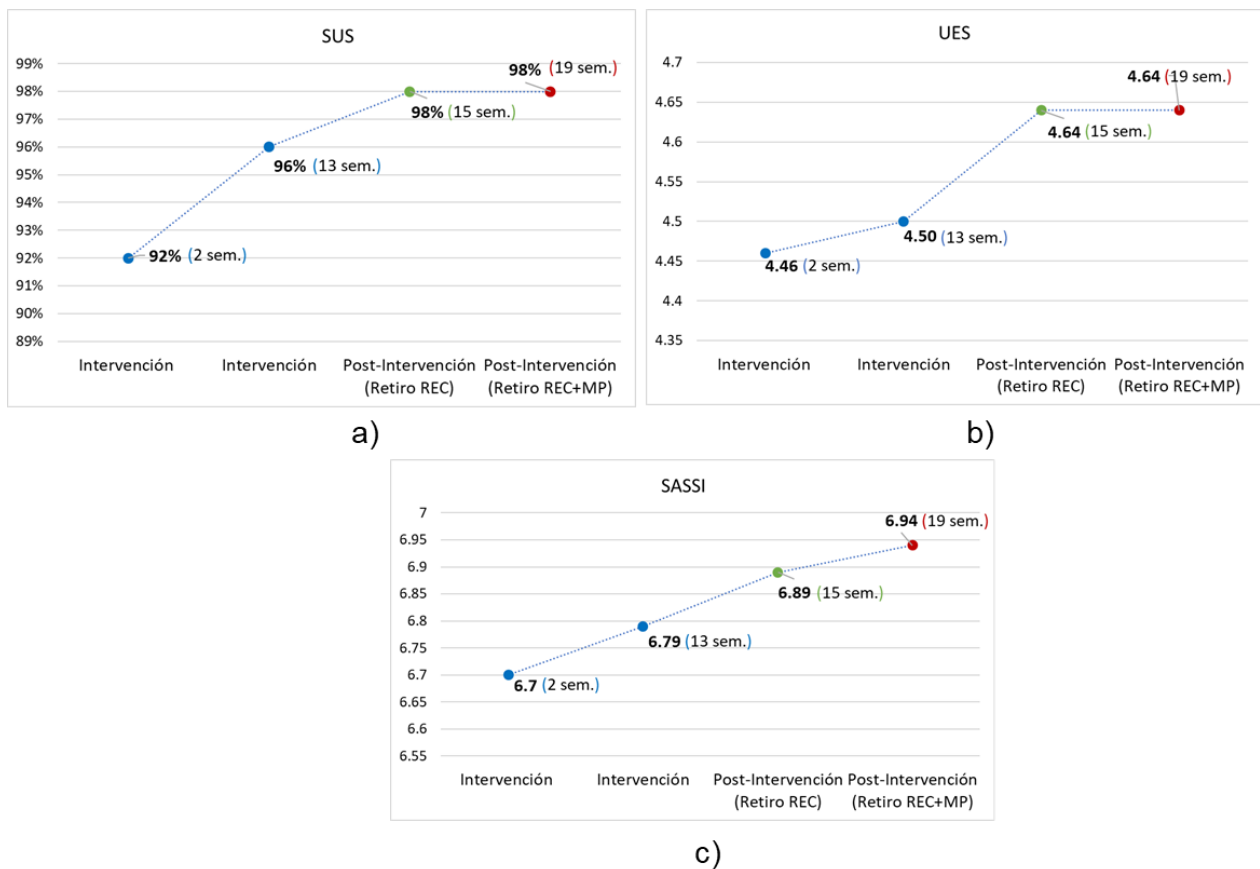 SUS
99%
98%
97%
96%
95%
94%
93%
92%
91%
90%
89%
92% (2 sem.)
96% (13 sem.)
98% (15 sem.)
98% (19 sem.)
Intervención
Intervención
Post-Intervención
(Retiro REC)
Post-Intervención
(Retiro REC+MP)
a)
UES
4.7
4.65
4.6
4.55
4.5
4.45
4.4
4.35
4.46 (2 sem.)
4.50 (13 sem.)
4.64 (15 sem.)
4.64 (19 sem.)
Intervención
Intervención
Post-Intervención
(Retiro REC)
Post-Intervención
(Retiro REC+MP)
b)
SASSI
7
6.95
6.9
6.85
6.8
6.75
6.7
6.65
6.6
6.55
6.7 (2 sem.)
6.79 (13 sem.)
6.89 (15 sem.)
6.94 (19 sem.)
Intervención
Intervención
Post-Intervención
(Retiro REC)
Post-Intervención
(Retiro REC+MP)
c)